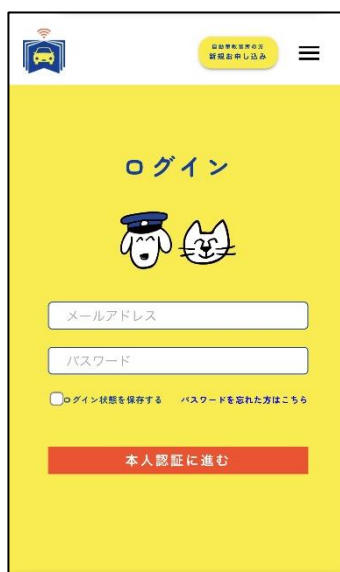 自動車教習所の方
新規お申し込み
ログイン
メールアドレス
パスワード
ログイン状態を保存する
パスワードを忘れた方はこちら
本人認証に進む